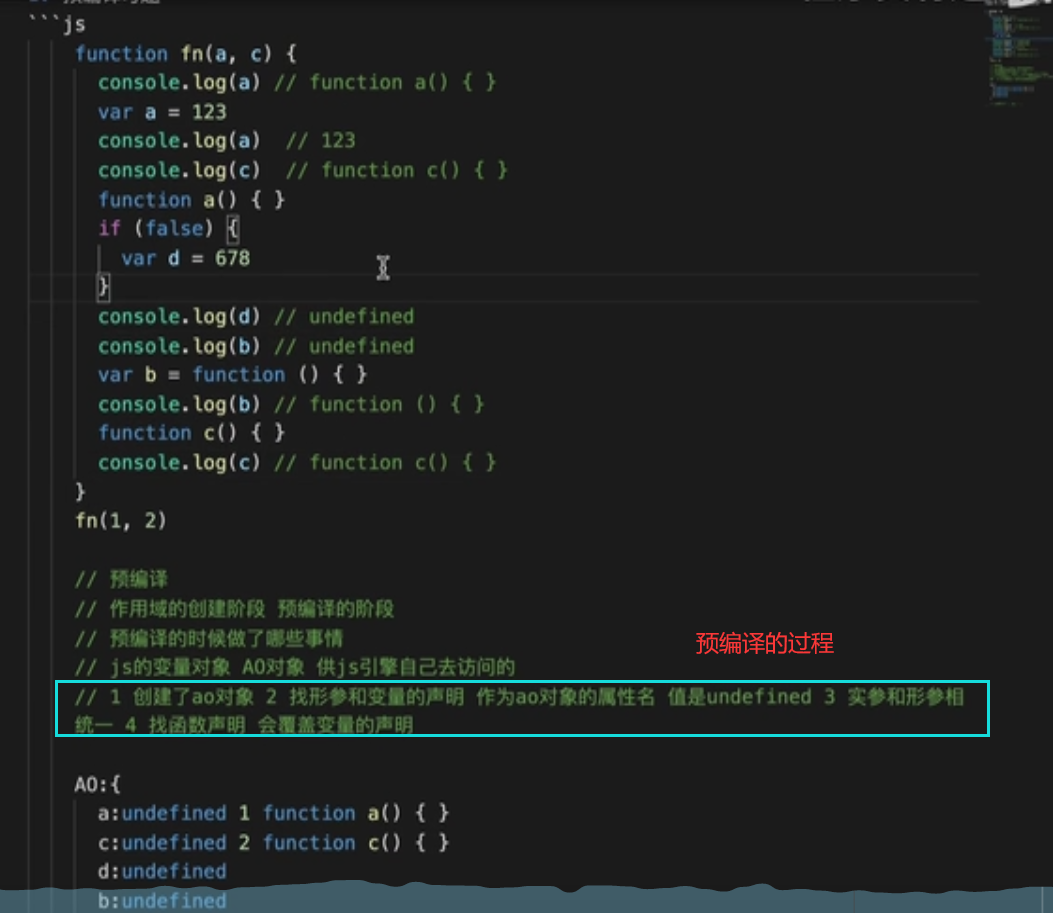 ```js
function fn(a, c) {
console.log(a) // function a() { }
var a = 123
console.log(a) // 123
console.log(c) // function c() { }
function a() { }
if (false) {
var d = 678
}
console.log(d) // undefined
console.log(b) // undefined
var b = function () { }
console.log(b) // function () { }
function c() { }
console.log(c) // function c() { }
}
fn(1, 2)
// 预编译
// 作用域的创建阶段 预编译的阶段
// 预编译的时候做了哪些事情
预编译的过程
// js的变量对象 AO对象 供js引擎自己去访问的
// 1 创建了ao对象 2 找形参和变量的声明 作为ao对象的属性名 值是undefined 3 实参和形参相
统一 4 找函数声明 会覆盖变量的声明
AO:{
a:undefined 1 function a() { }
c:undefined 2 function c() { }
d:undefined
b:undefined